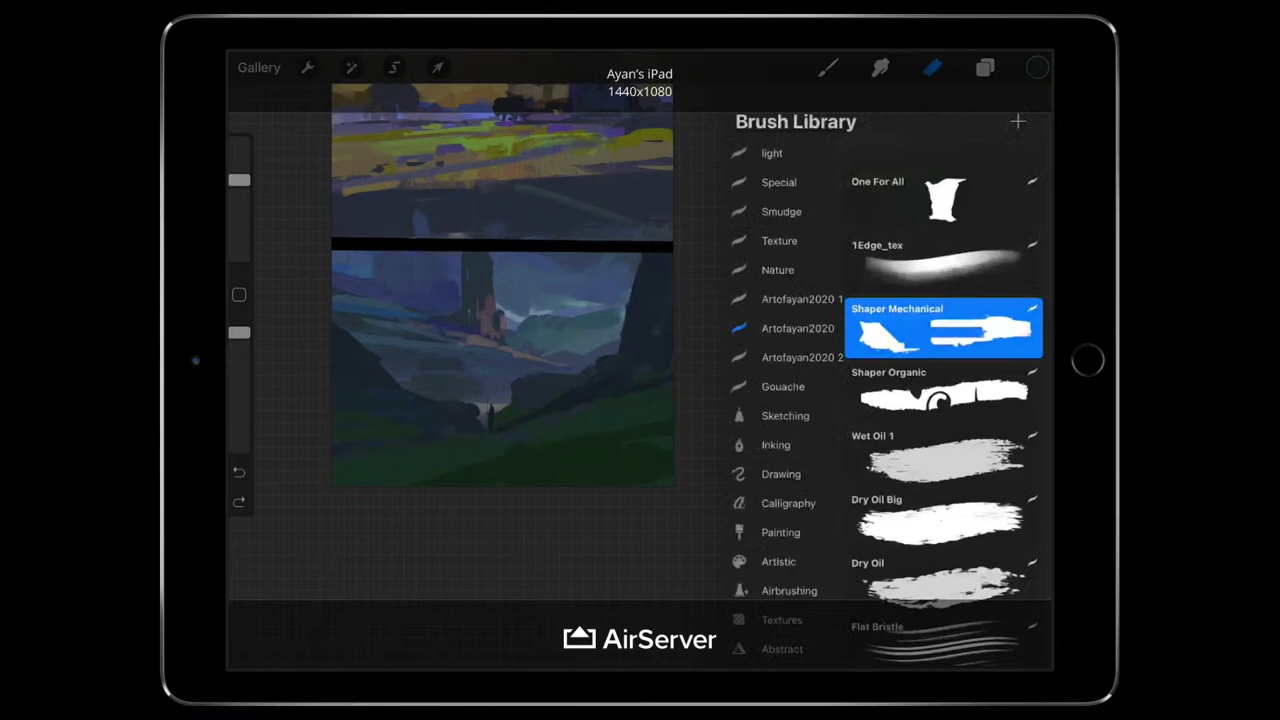 Gallery
Ayan's iPad
1440x1080
Brush Library
light
Special
Smudge
Texture
Nature
Artofayan2020 1
Artofayan2020
Artofayan2020 2
Gouache
Sketching
Inking
Drawing
Calligraphy
Painting
Artistic
Airbrushing
Textures
Abstract
One For All
1Edge_tex
Shaper Mechanical
Shaper Organic
Wet Oil 1
Dry Oil Big
Dry Oil
Flat Bristle
AirServer